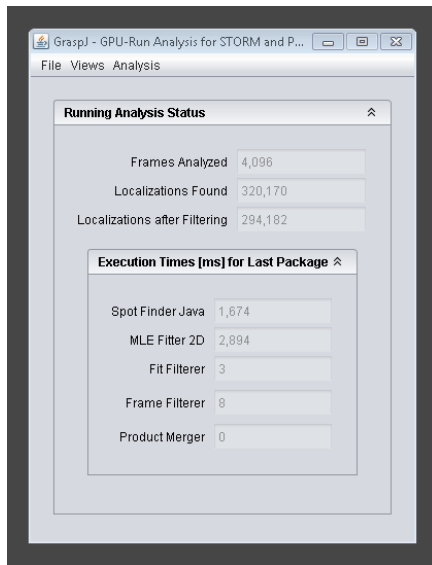 GraspJ - GPU-Run Analysis for STORM and P...
File Views Analysis
Running Analysis Status
Frames Analyzed 4,096
Localizations Found 320,170
Localizations after Filtering 294,182
Execution Times [ms] for Last Package
Spot Finder Java 1,674
MLE Fitter 2D 2,894
Fit Filterer 3
Frame Filterer 8
Product Merger 0